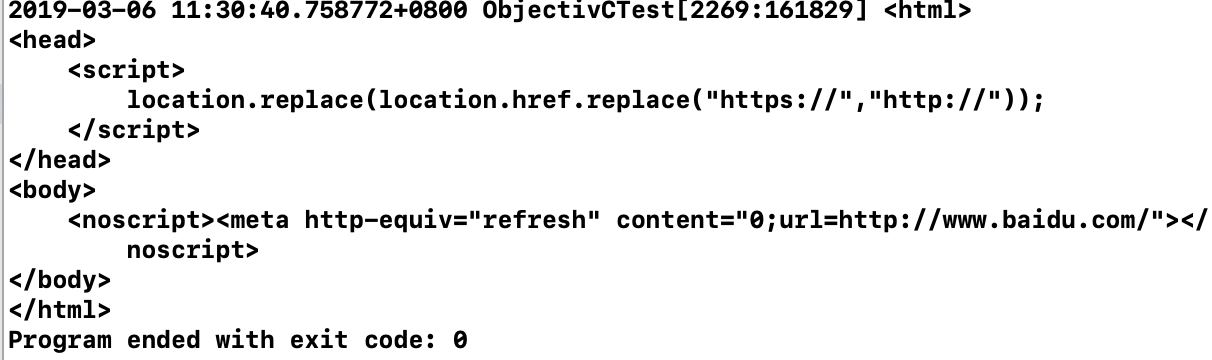 2019-03-06 11:30:40.758772+0800 ObjectivCTest[2269:161829] <html>
<head>
    <script>
        location.replace(location.href.replace("https://","http://"));
    </script>
</head>
<body>
    <noscript><meta http-equiv="refresh" content="0;url=http://www.baidu.com/"></
        noscript>
</body>
</html>
Program ended with exit code: 0